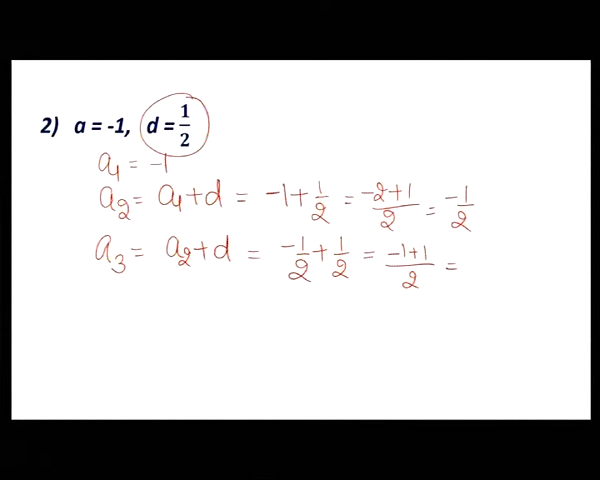 2) a = -1, d = 1/2
a₁ = -1
a₂ = a₁+d = -1+1/2 = (-2+1)/2 = -1/2
a₃ = a₂+d = -1/2+1/2 = (-1+1)/2 =